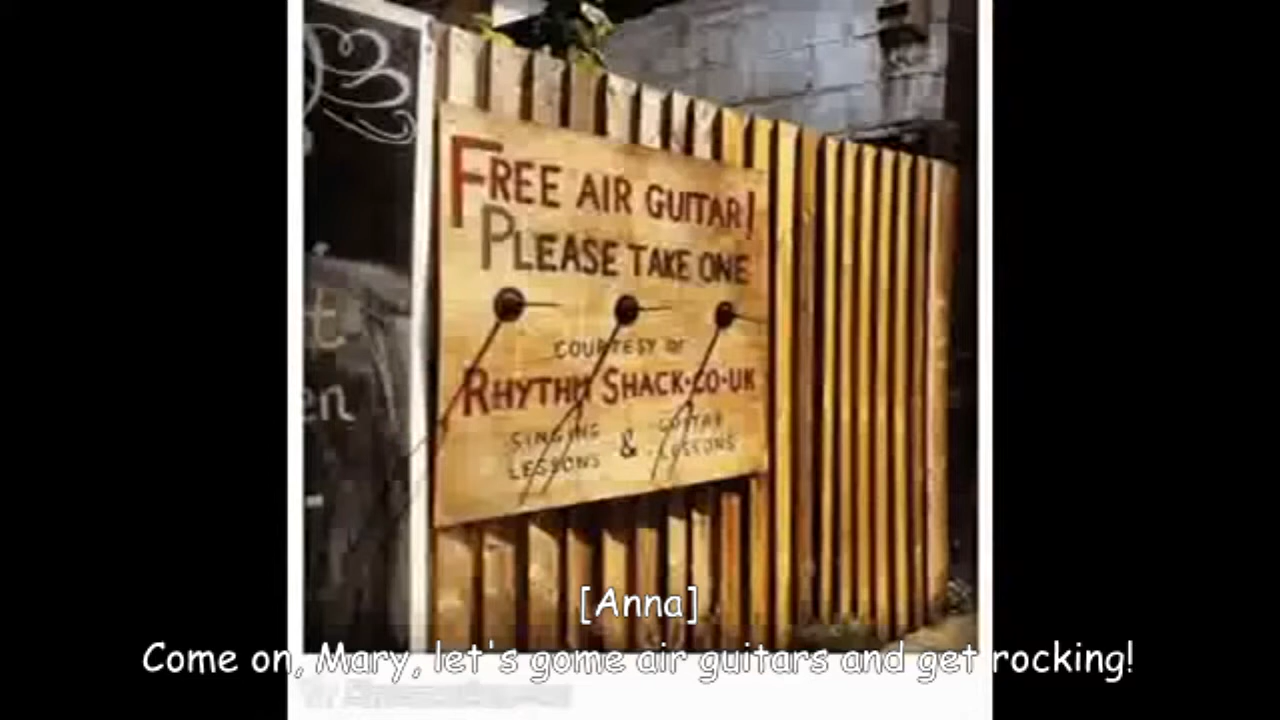 FREE AIR GUITAR!
PLEASE TAKE ONE
COURTESY OF
RHYTHM SHACK.CO.UK
SINGING & GUITAR
LESSONS LESSONS
t
en
[Anna]
Come on, Mary, let's gome air guitars and get rocking!